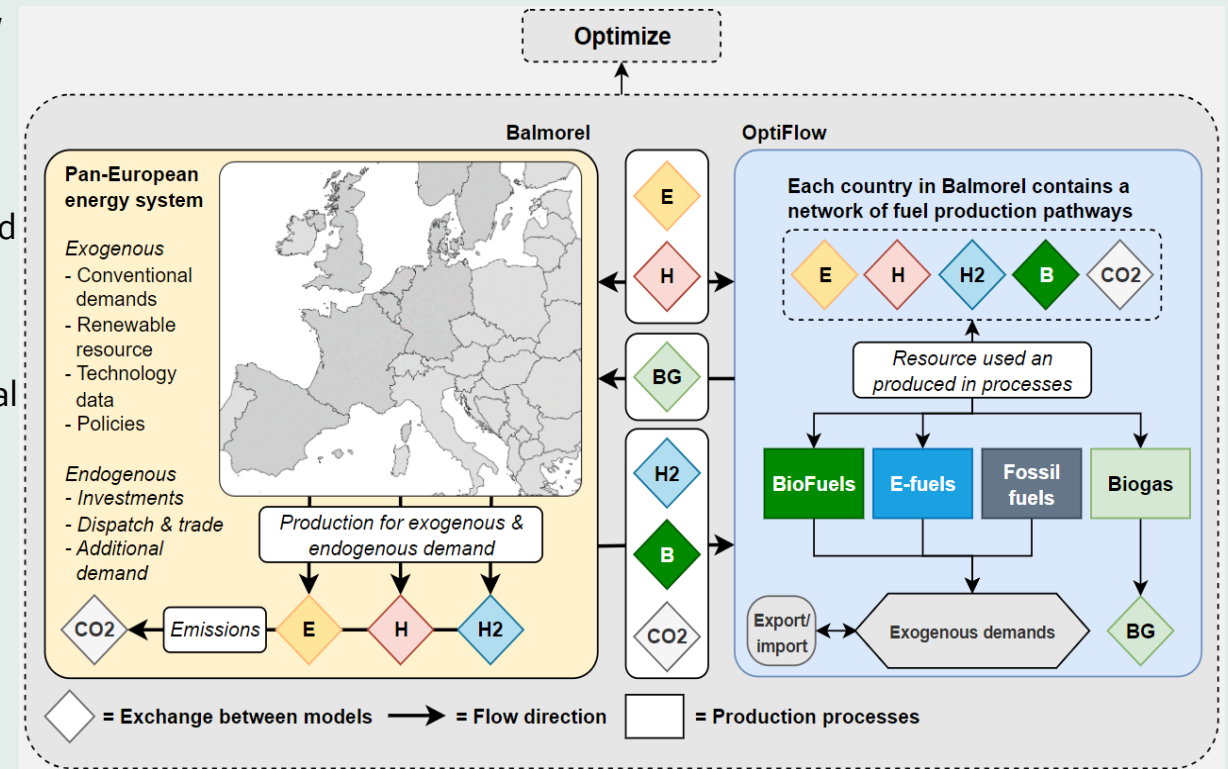 Optimize
Balmorel
OptiFlow
Pan-European
energy system
Exogenous
- Conventional
demands
- Renewable
resource
- Technology
data
- Policies
Endogenous
- Investments
- Dispatch & trade
- Additional
demand
Production for exogenous &
endogenous demand
CO2
Emissions
E
H
H2
E
H
BG
H2
B
CO2
Each country in Balmorel contains a
network of fuel production pathways
E
H
H2
B
CO2
Resource used an
produced in processes
BioFuels
E-fuels
Fossil
fuels
Biogas
Export/
import
Exogenous demands
BG
= Exchange between models
= Flow direction
= Production processes
d
al